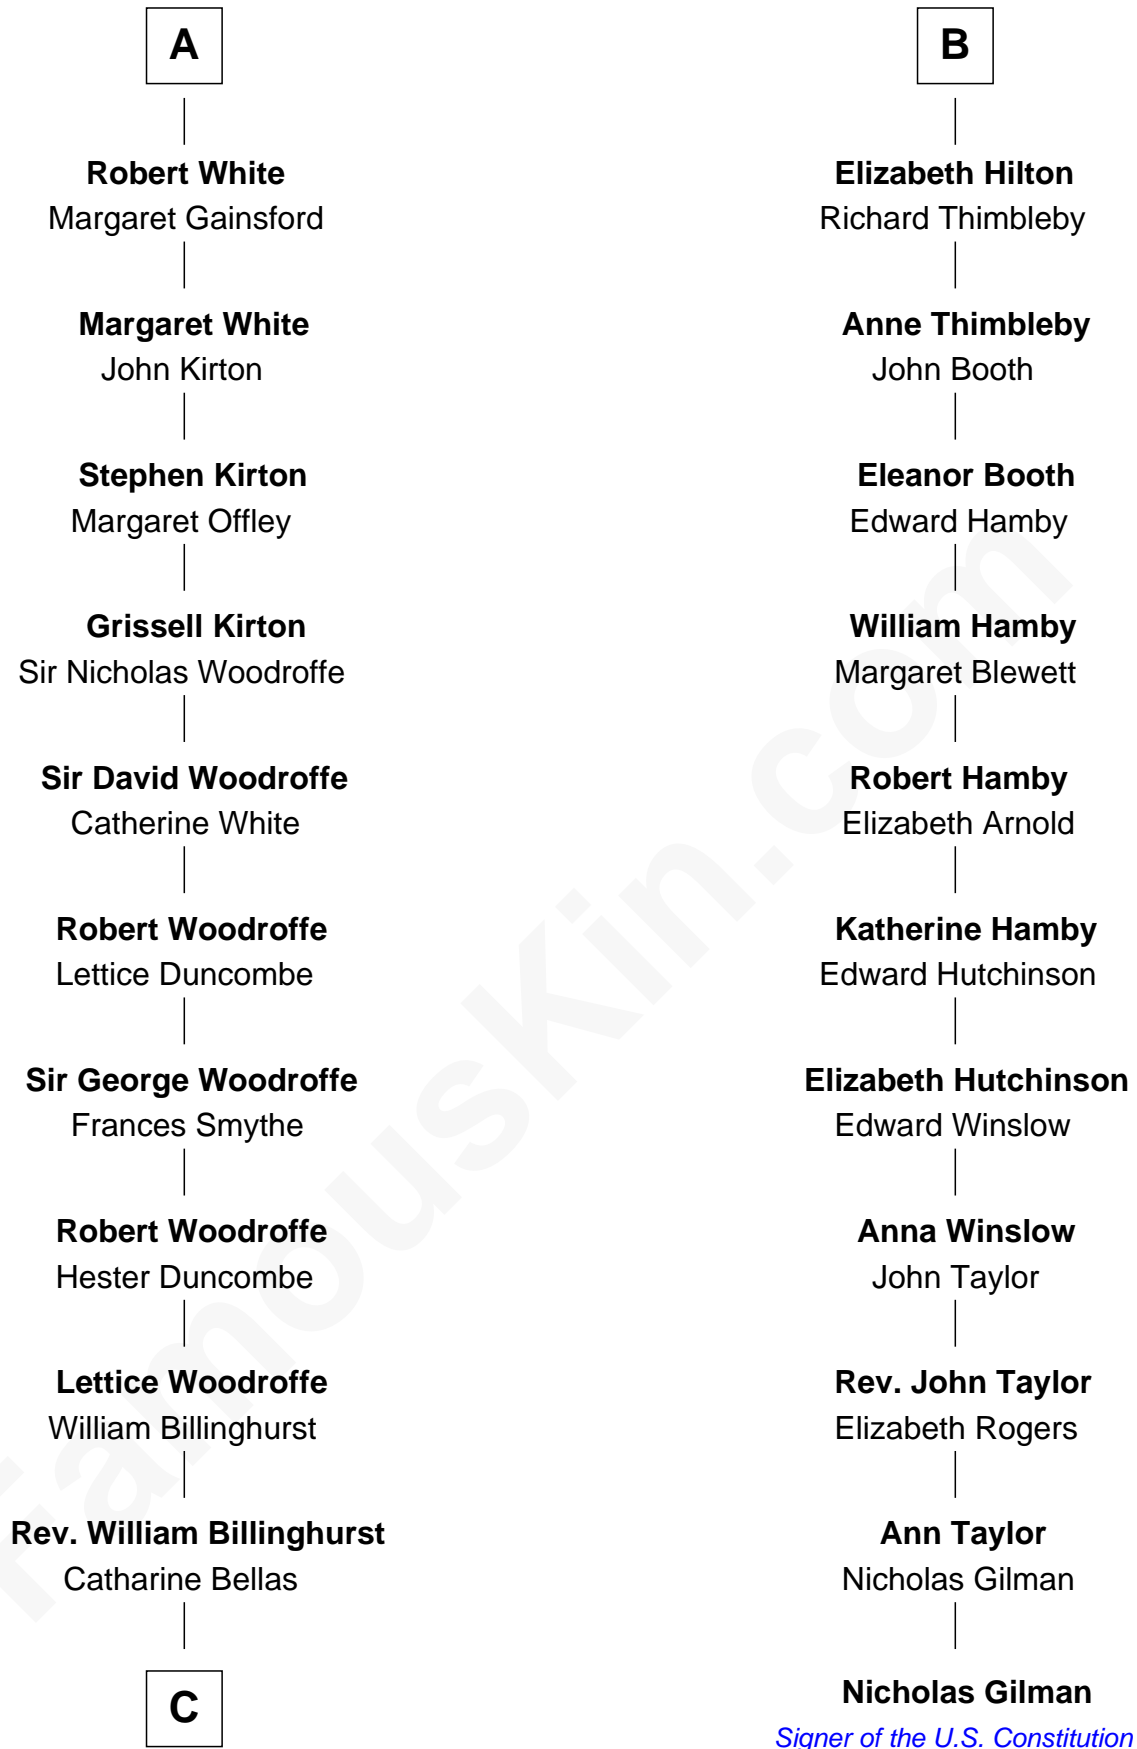 A
Robert White
Margaret Gainsford
Margaret White
John Kirton
Stephen Kirton
Margaret Offley
Grissell Kirton
Sir Nicholas Woodroffe
Sir David Woodroffe
Catherine White
Robert Woodroffe
Lettice Duncombe
Sir George Woodroffe
Frances Smythe
Robert Woodroffe
Hester Duncombe
Lettice Woodroffe
William Billinghurst
Rev. William Billinghurst
Catharine Bellas
C
B
Elizabeth Hilton
Richard Thimbleby
Anne Thimbleby
John Booth
Eleanor Booth
Edward Hamby
William Hamby
Margaret Blewett
Robert Hamby
Elizabeth Arnold
Katherine Hamby
Edward Hutchinson
Elizabeth Hutchinson
Edward Winslow
Anna Winslow
John Taylor
Rev. John Taylor
Elizabeth Rogers
Ann Taylor
Nicholas Gilman
Nicholas Gilman
Signer of the U.S. Constitution
FamousKin.com